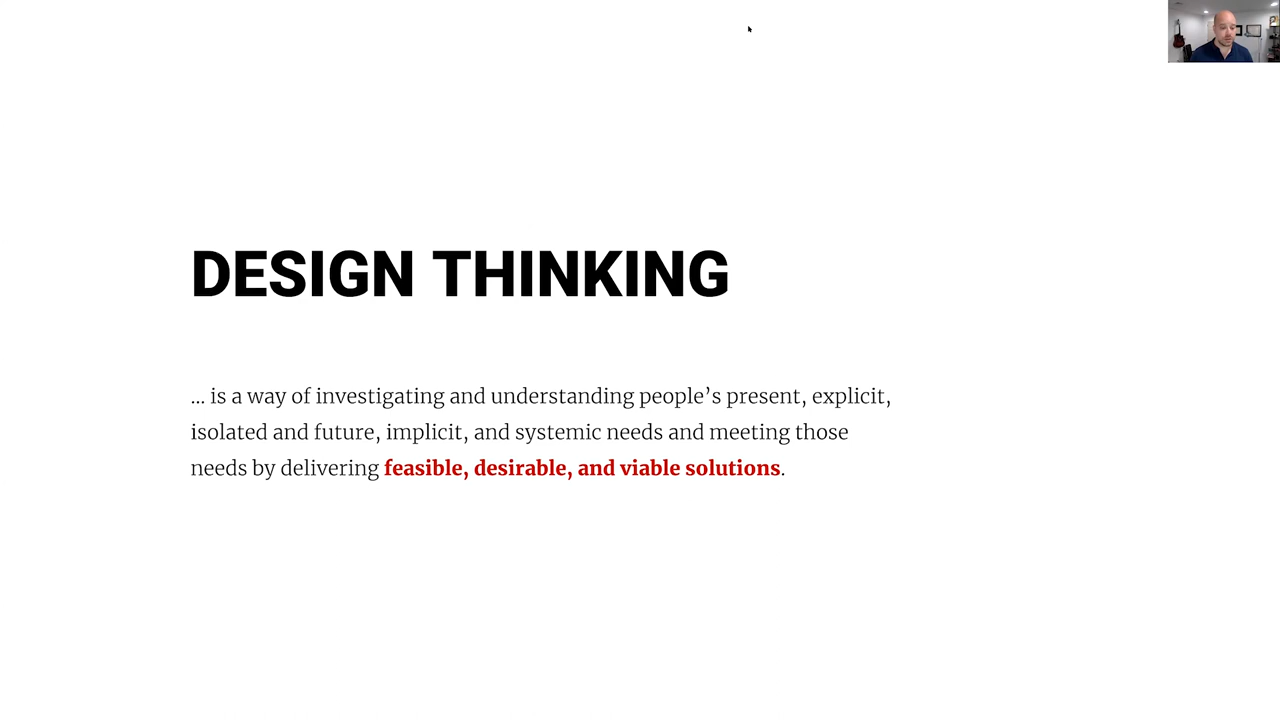 DESIGN THINKING
... is a way of investigating and understanding people’s present, explicit,
isolated and future, implicit, and systemic needs and meeting those
needs by delivering feasible, desirable, and viable solutions.